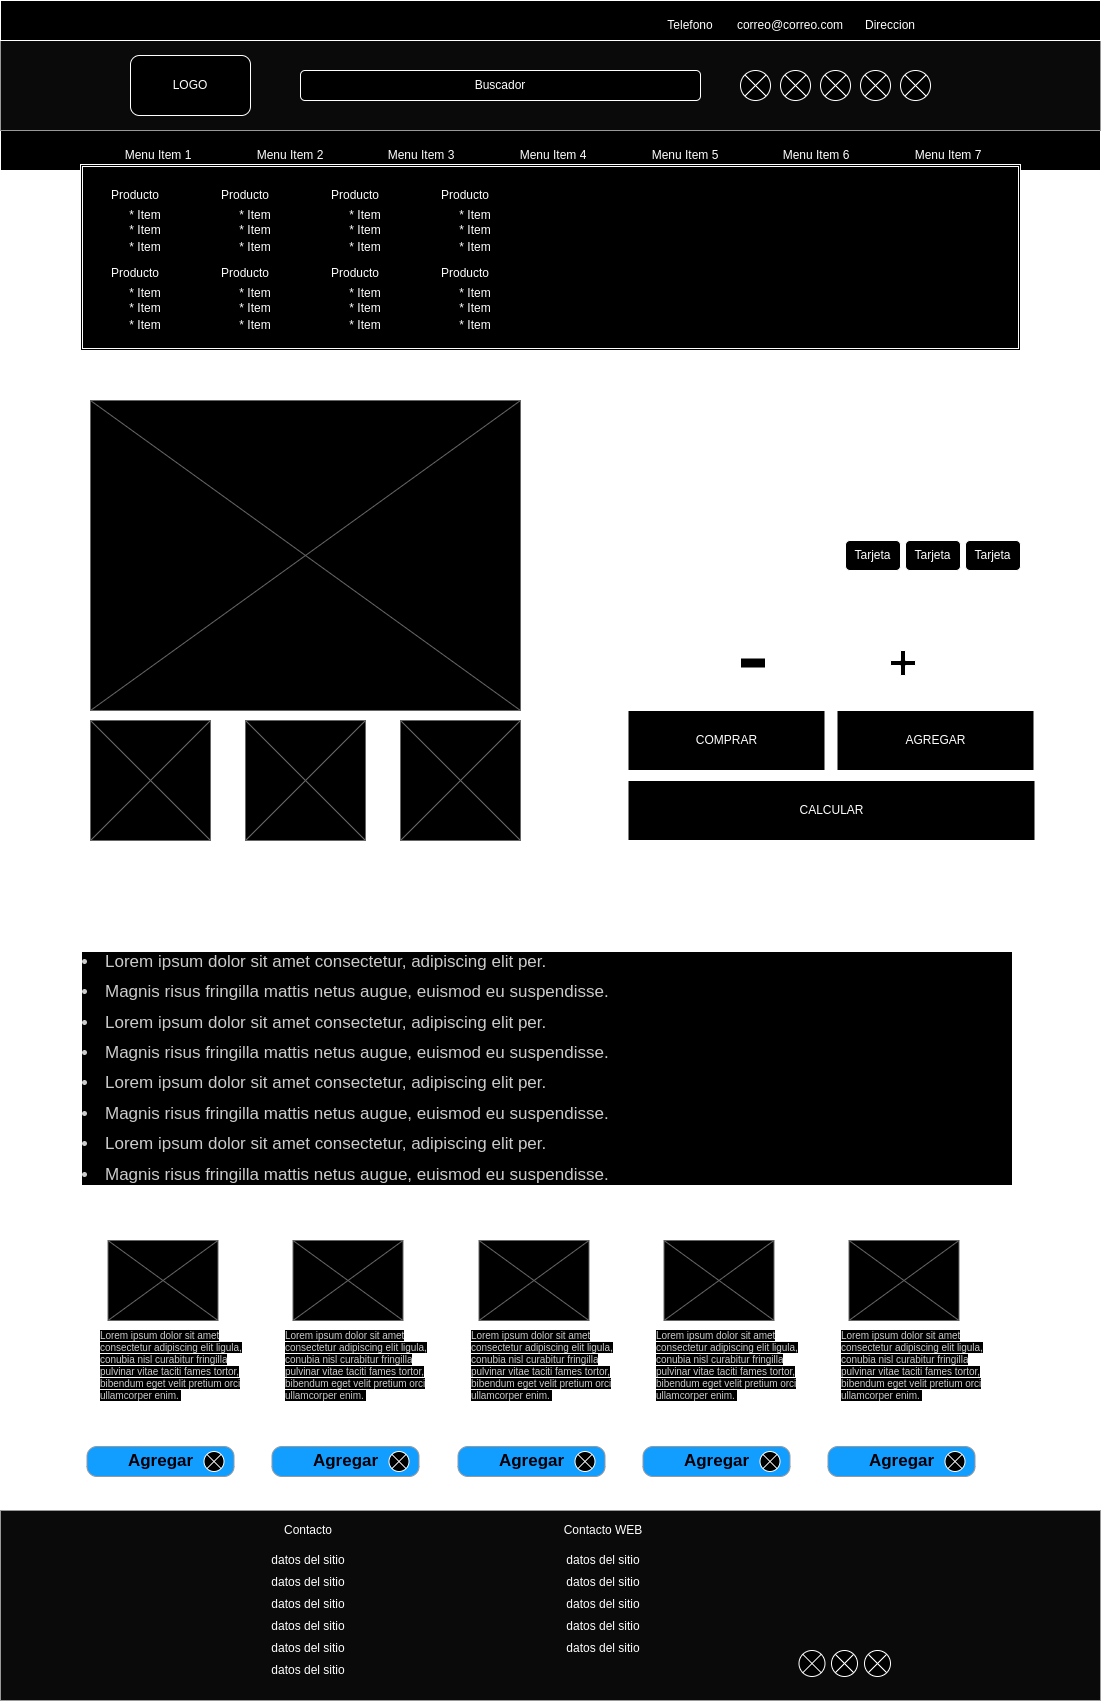 Telefono correo@correo.com Direccion
LOGO Buscador
Menu Item 1 Menu Item 2 Menu Item 3 Menu Item 4 Menu Item 5 Menu Item 6 Menu Item 7
Producto Producto Producto Producto
* Item * Item * Item * Item
* Item * Item * Item * Item
* Item * Item * Item * Item
Producto Producto Producto Producto
* Item * Item * Item * Item
* Item * Item * Item * Item
* Item * Item * Item * Item
Tarjeta Tarjeta Tarjeta
- +
COMPRAR AGREGAR
CALCULAR
• Lorem ipsum dolor sit amet consectetur, adipiscing elit per.
• Magnis risus fringilla mattis netus augue, euismod eu suspendisse.
• Lorem ipsum dolor sit amet consectetur, adipiscing elit per.
• Magnis risus fringilla mattis netus augue, euismod eu suspendisse.
• Lorem ipsum dolor sit amet consectetur, adipiscing elit per.
• Magnis risus fringilla mattis netus augue, euismod eu suspendisse.
• Lorem ipsum dolor sit amet consectetur, adipiscing elit per.
• Magnis risus fringilla mattis netus augue, euismod eu suspendisse.
Lorem ipsum dolor sit amet
consectetur adipiscing elit ligula,
conubia nisl curabitur fringilla
pulvinar vitae taciti fames tortor,
bibendum eget velit pretium orci
ullamcorper enim.
Lorem ipsum dolor sit amet
consectetur adipiscing elit ligula,
conubia nisl curabitur fringilla
pulvinar vitae taciti fames tortor,
bibendum eget velit pretium orci
ullamcorper enim.
Lorem ipsum dolor sit amet
consectetur adipiscing elit ligula,
conubia nisl curabitur fringilla
pulvinar vitae taciti fames tortor,
bibendum eget velit pretium orci
ullamcorper enim.
Lorem ipsum dolor sit amet
consectetur adipiscing elit ligula,
conubia nisl curabitur fringilla
pulvinar vitae taciti fames tortor,
bibendum eget velit pretium orci
ullamcorper enim.
Lorem ipsum dolor sit amet
consectetur adipiscing elit ligula,
conubia nisl curabitur fringilla
pulvinar vitae taciti fames tortor,
bibendum eget velit pretium orci
ullamcorper enim.
Agregar Agregar Agregar Agregar Agregar
Contacto
datos del sitio
datos del sitio
datos del sitio
datos del sitio
datos del sitio
datos del sitio
Contacto WEB
datos del sitio
datos del sitio
datos del sitio
datos del sitio
datos del sitio